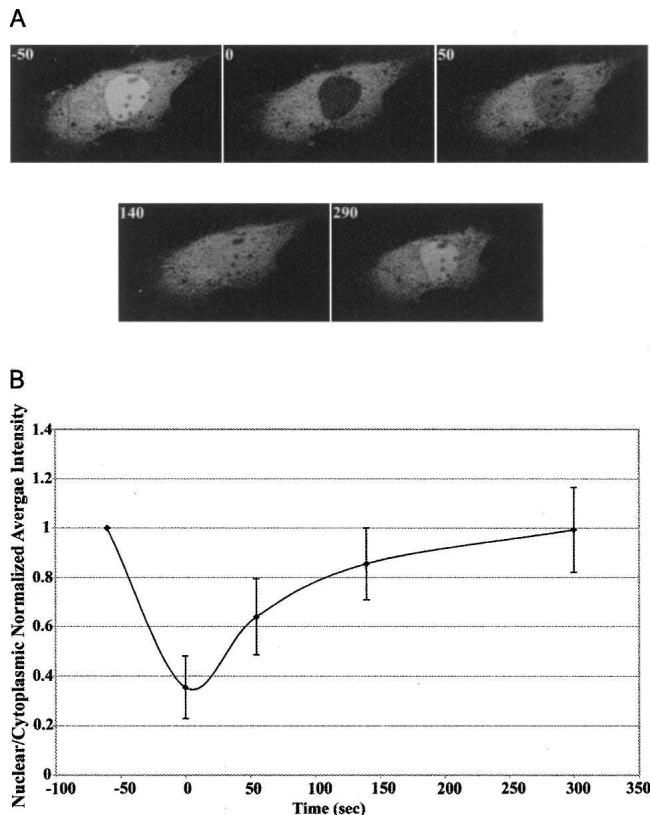 A
-50
0
50
140
290
B
Nuclear/Cytoplasmic Normalized Avergae Intensity
1.4
1.2
1
0.8
0.6
0.4
0.2
0
-100 -50 0 50 100 150 200 250 300 350
Time (sec)